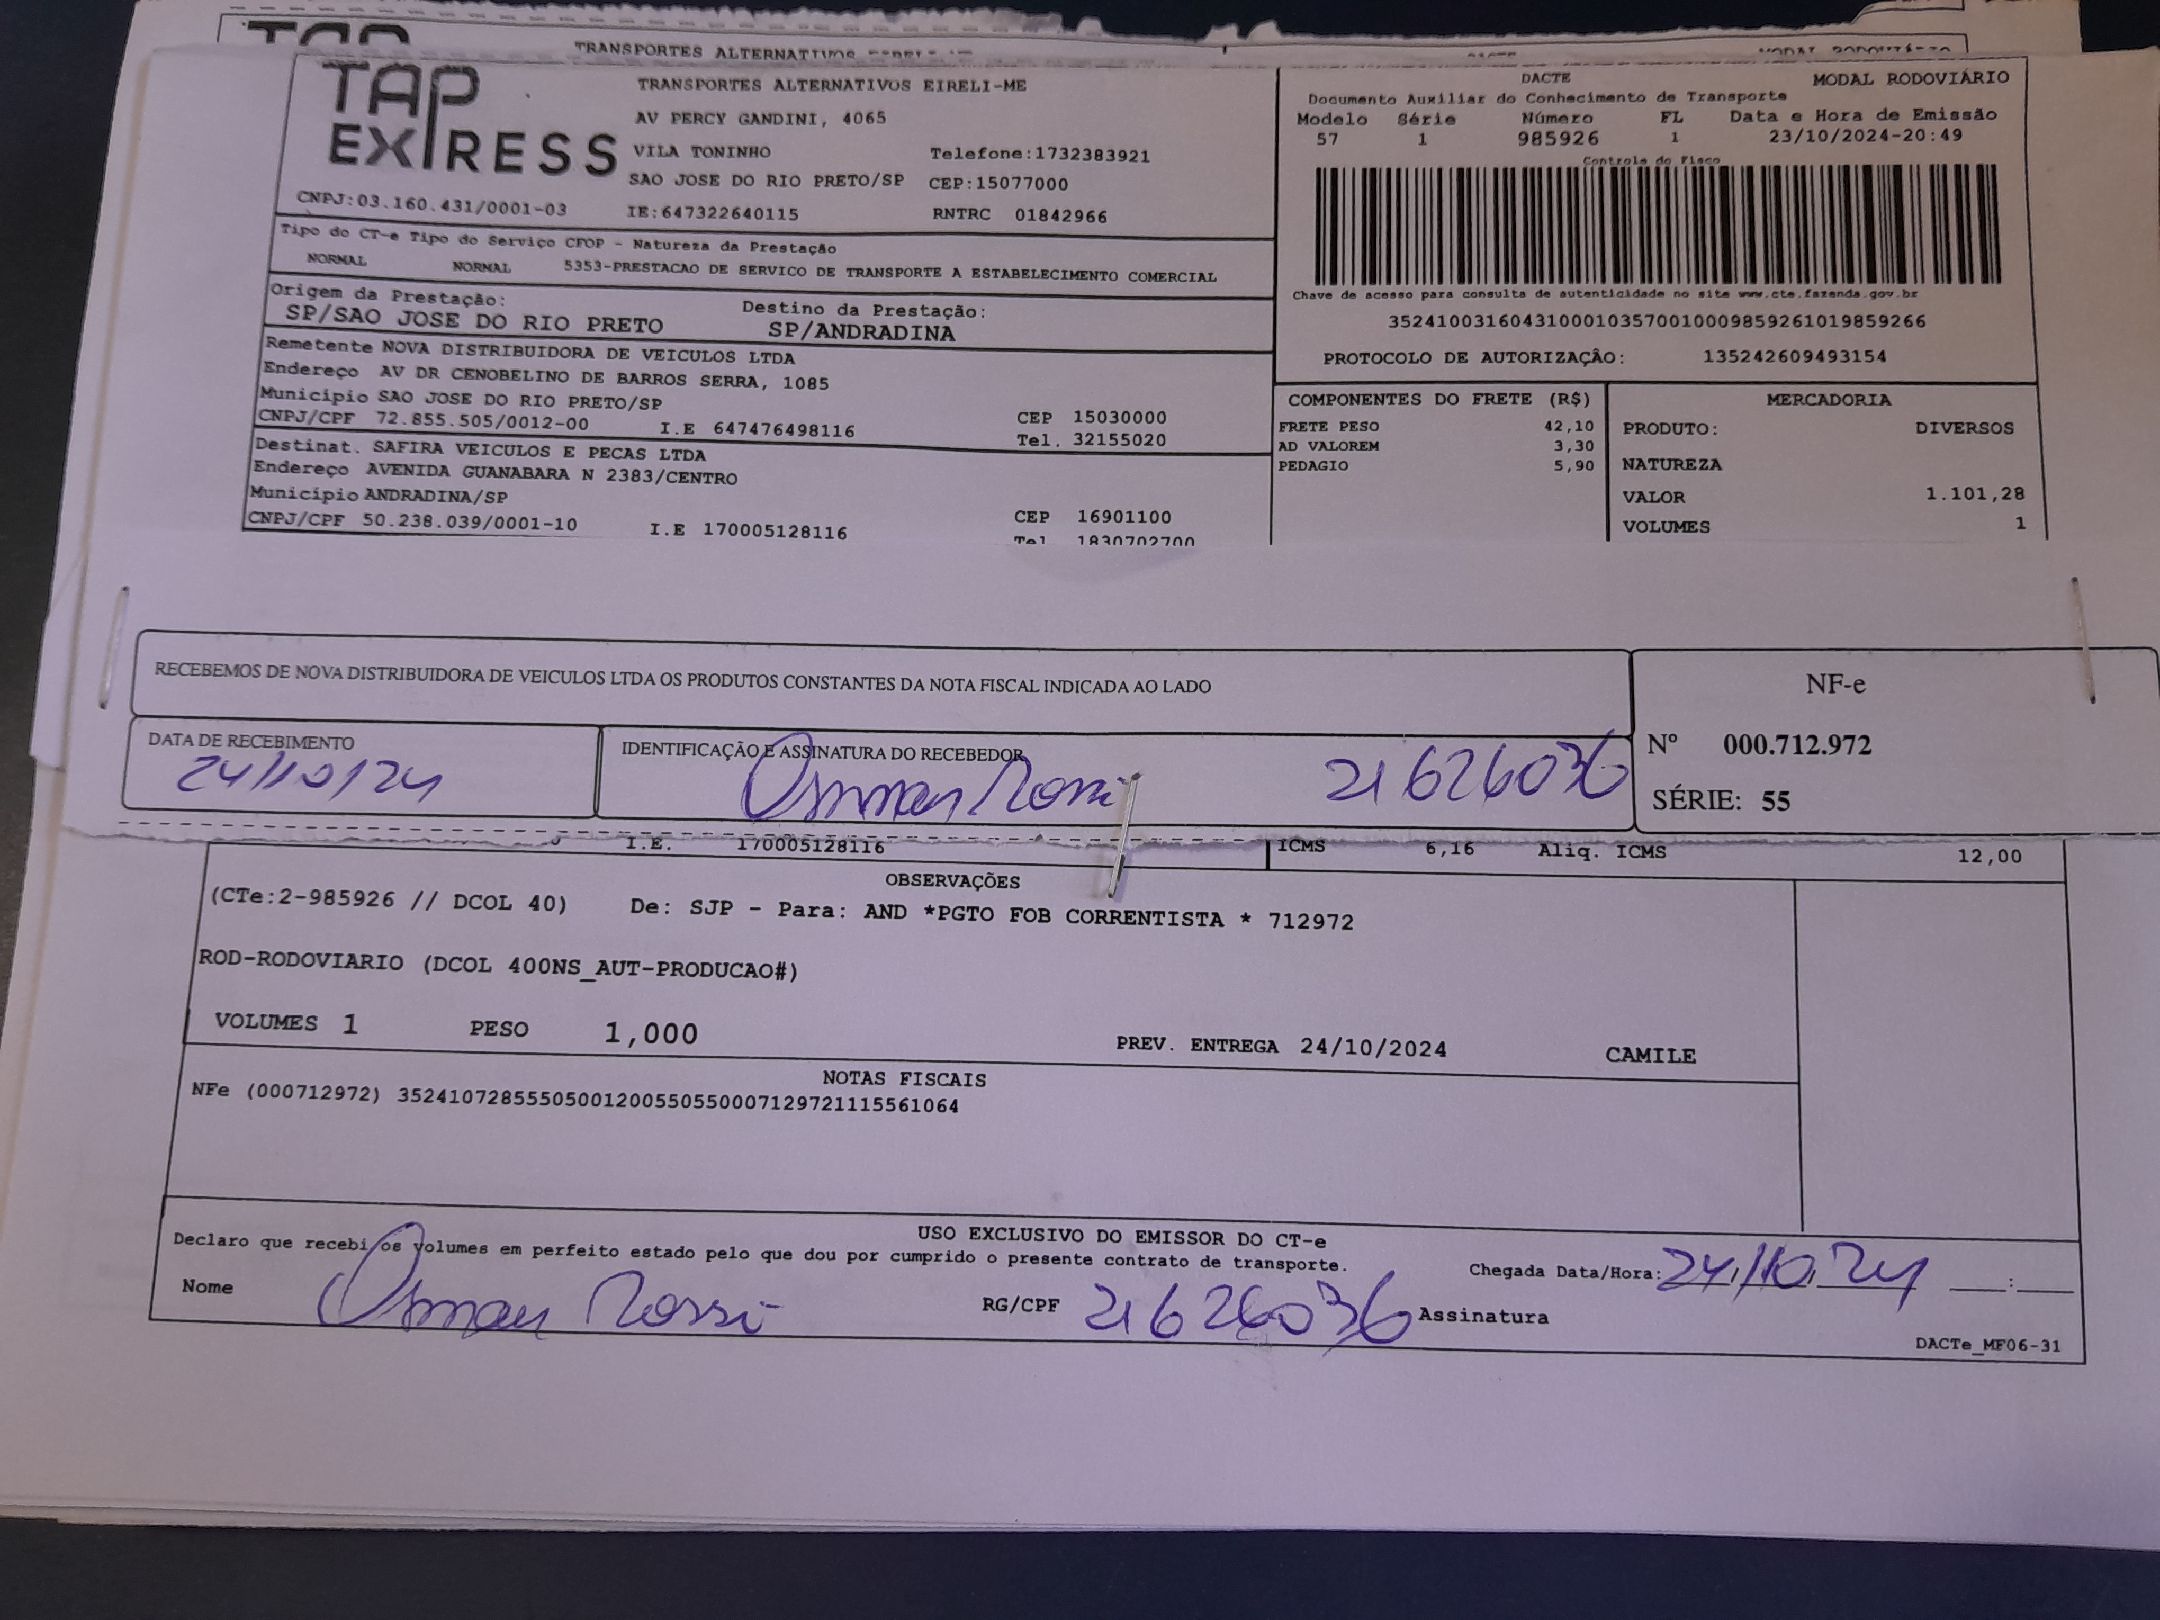 TRANSPORTES ALTERNATIVOS
TAP EXPRESS
TRANSPORTES ALTERNATIVOS EIRELI-ME
AV PERCY GANDINI, 4065
VILA TONINHO Telefone:1732383921
SAO JOSE DO RIO PRETO/SP CEP:15077000
CNPJ:03.160.431/0001-03 IE:647322640115 RNTRC 01842966
DACTE MODAL RODOVIÁRIO
Documento Auxiliar do Conhecimento de Transporte
Modelo Série Número FL Data e Hora de Emissão
57 1 985926 1 23/10/2024-20:49
Controle do Fisco
Chave de acesso para consulta de autenticidade no site www.cte.fazenda.gov.br
35241003160431000103570010009859261019859266
PROTOCOLO DE AUTORIZAÇÃO: 135242609493154
Tipo do CT-e Tipo do Serviço CFOP - Natureza da Prestação
NORMAL NORMAL 5353-PRESTACAO DE SERVICO DE TRANSPORTE A ESTABELECIMENTO COMERCIAL
Origem da Prestação: Destino da Prestação:
SP/SAO JOSE DO RIO PRETO SP/ANDRADINA
Remetente NOVA DISTRIBUIDORA DE VEICULOS LTDA
Endereço AV DR CENOBELINO DE BARROS SERRA, 1085
Município SAO JOSE DO RIO PRETO/SP CEP 15030000
CNPJ/CPF 72.855.505/0012-00 I.E 647476498116 Tel. 32155020
Destinat. SAFIRA VEICULOS E PECAS LTDA
Endereço AVENIDA GUANABARA N 2383/CENTRO
Município ANDRADINA/SP CEP 16901100
CNPJ/CPF 50.238.039/0001-10 I.E 170005128116 Tel 1830702700
COMPONENTES DO FRETE (R$)
FRETE PESO 42,10
AD VALOREM 3,30
PEDAGIO 5,90
MERCADORIA
PRODUTO: DIVERSOS
NATUREZA
VALOR 1.101,28
VOLUMES 1
RECEBEMOS DE NOVA DISTRIBUIDORA DE VEICULOS LTDA OS PRODUTOS CONSTANTES DA NOTA FISCAL INDICADA AO LADO
DATA DE RECEBIMENTO
24/10/24
IDENTIFICAÇÃO E ASSINATURA DO RECEBEDOR
Osman Rossi 21626036
NF-e
Nº 000.712.972
SÉRIE: 55
I.E. 170005128116 ICMS 6,16 Aliq. ICMS 12,00
OBSERVAÇÕES
(CTe:2-985926 // DCOL 40) De: SJP - Para: AND *PGTO FOB CORRENTISTA * 712972
ROD-RODOVIARIO (DCOL 400NS_AUT-PRODUCAO#)
VOLUMES 1 PESO 1,000 PREV. ENTREGA 24/10/2024 CAMILE
NOTAS FISCAIS
NFe (000712972) 35241072855505001200550550007129721115561064
USO EXCLUSIVO DO EMISSOR DO CT-e
Declaro que recebi os volumes em perfeito estado pelo que dou por cumprido o presente contrato de transporte.
Chegada Data/Hora: 24/10/24 :
Nome Osman Rossi RG/CPF 21626036 Assinatura
DACTe_MF06-31